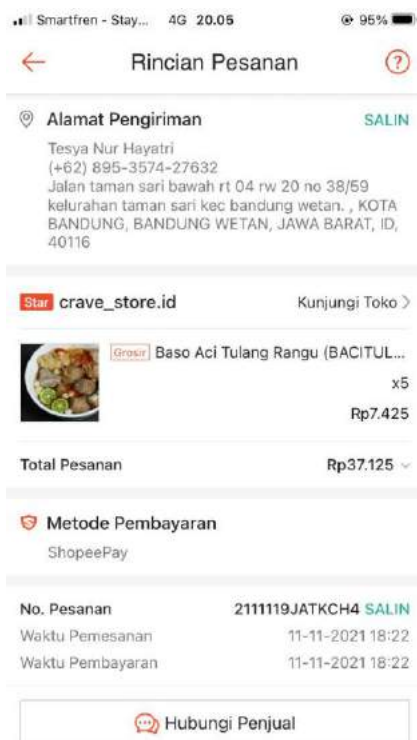 Smartfren - Stay... 4G 20.05 95%
Rincian Pesanan
Alamat Pengiriman SALIN
Tesya Nur Hayatri
(+62) 895-3574-27632
Jalan taman sari bawah rt 04 rw 20 no 38/59
kelurahan taman sari kec bandung wetan. , KOTA
BANDUNG, BANDUNG WETAN, JAWA BARAT, ID,
40116
Star crave_store.id Kunjungi Toko >
Grosir Baso Aci Tulang Rangu (BACITUL...
x5
Rp7.425
Total Pesanan Rp37.125
Metode Pembayaran
ShopeePay
No. Pesanan 2111119JATKCH4 SALIN
Waktu Pemesanan 11-11-2021 18:22
Waktu Pembayaran 11-11-2021 18:22
Hubungi Penjual